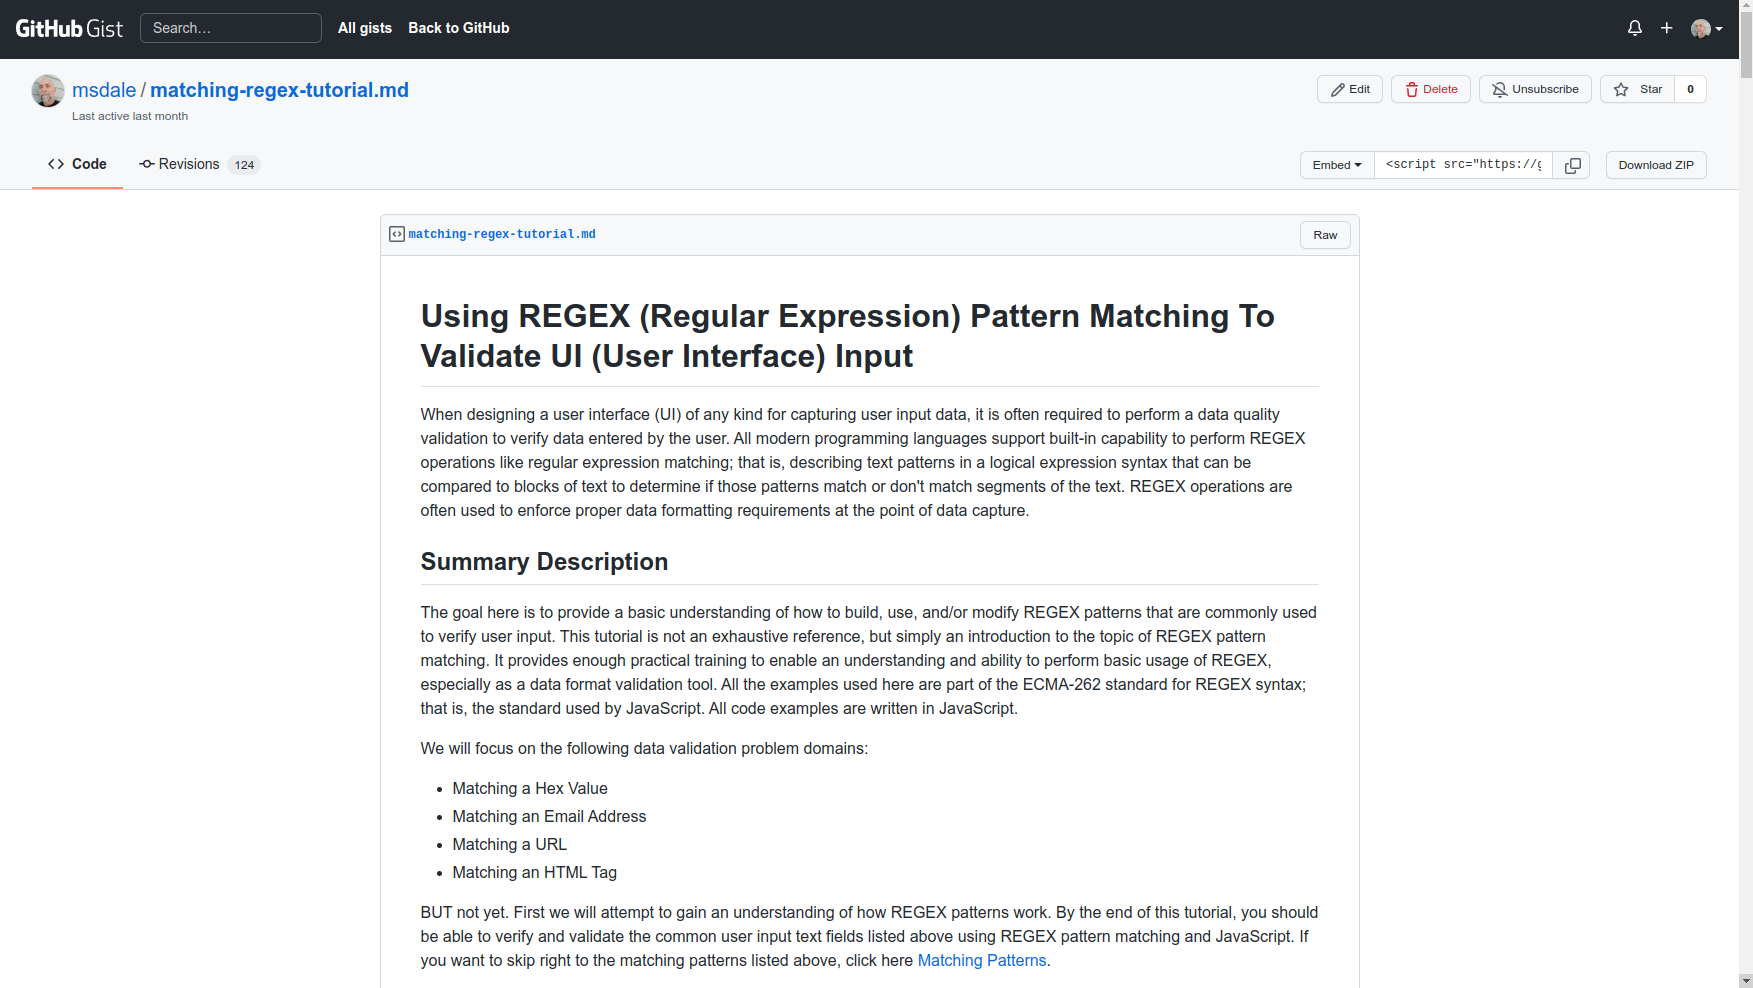 GitHub Gist Search... All gists Back to GitHub
msdale / matching-regex-tutorial.md
Last active last month
Edit Delete Unsubscribe Star 0
Code Revisions 124
Embed <script src="https://g Download ZIP
matching-regex-tutorial.md
Raw
Using REGEX (Regular Expression) Pattern Matching To
Validate UI (User Interface) Input
When designing a user interface (UI) of any kind for capturing user input data, it is often required to perform a data quality
validation to verify data entered by the user. All modern programming languages support built-in capability to perform REGEX
operations like regular expression matching; that is, describing text patterns in a logical expression syntax that can be
compared to blocks of text to determine if those patterns match or don't match segments of the text. REGEX operations are
often used to enforce proper data formatting requirements at the point of data capture.
Summary Description
The goal here is to provide a basic understanding of how to build, use, and/or modify REGEX patterns that are commonly used
to verify user input. This tutorial is not an exhaustive reference, but simply an introduction to the topic of REGEX pattern
matching. It provides enough practical training to enable an understanding and ability to perform basic usage of REGEX,
especially as a data format validation tool. All the examples used here are part of the ECMA-262 standard for REGEX syntax;
that is, the standard used by JavaScript. All code examples are written in JavaScript.
We will focus on the following data validation problem domains:
• Matching a Hex Value
• Matching an Email Address
• Matching a URL
• Matching an HTML Tag
BUT not yet. First we will attempt to gain an understanding of how REGEX patterns work. By the end of this tutorial, you should
be able to verify and validate the common user input text fields listed above using REGEX pattern matching and JavaScript. If
you want to skip right to the matching patterns listed above, click here Matching Patterns.